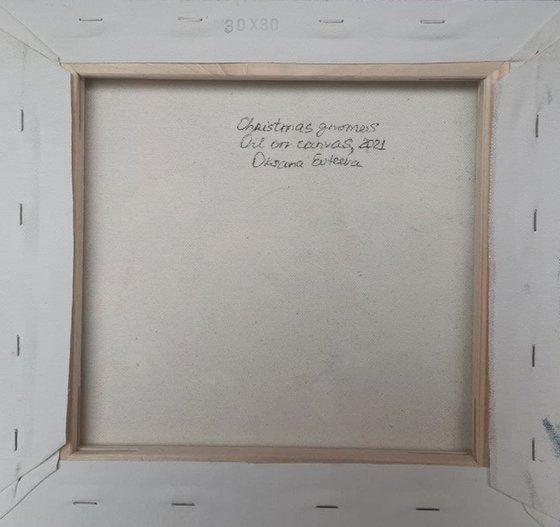 30X30
Christmas gnomes
Oil on canvas, 2021
Oksana Evteeva